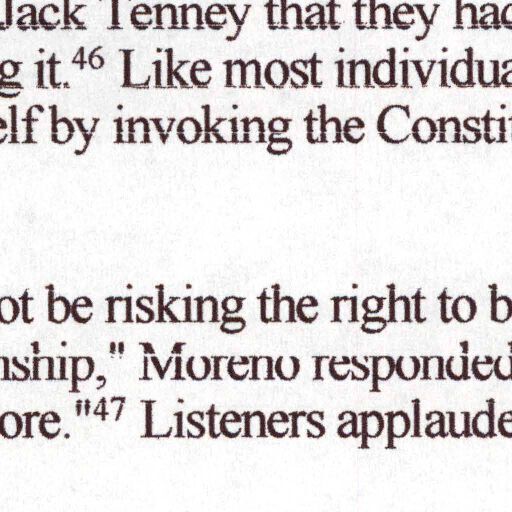 Jack Tenney that they had
g it.46 Like most individua
elf by invoking the Constit
ot be risking the right to b
nship," Moreno responded
ore."47 Listeners applaude